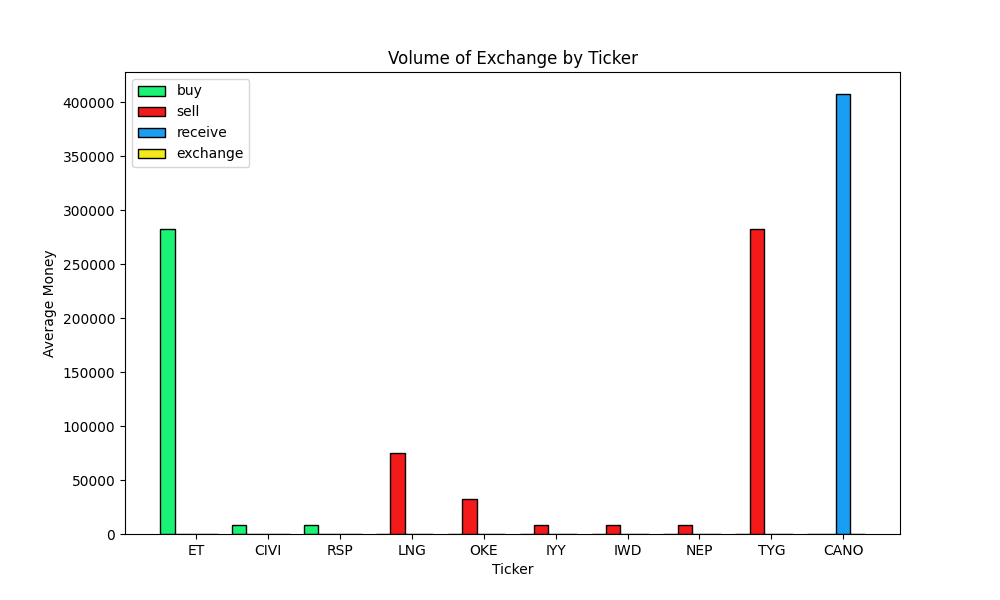 Volume of Exchange by Ticker
buy
sell
receive
exchange
400000
350000
300000
250000
200000
150000
100000
50000
0
Average Money
ET CIVI RSP LNG OKE IYY IWD NEP TYG CANO
Ticker